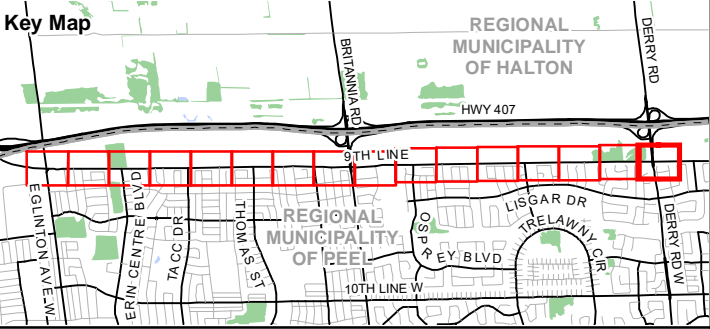 Key Map
REGIONAL
MUNICIPALITY
OF HALTON
DERRY RD
BRITANNIA RD
HWY 407
9TH LINE
EGLINTON AVE W
ERIN CENTRE BLVD
TACC DR
THOMAS ST
REGIONAL
MUNICIPALITY
OF PEEL
OSPREY BLVD
LISGAR DR
TRELAWNY CIR
DERRY RD W
10TH LINE W